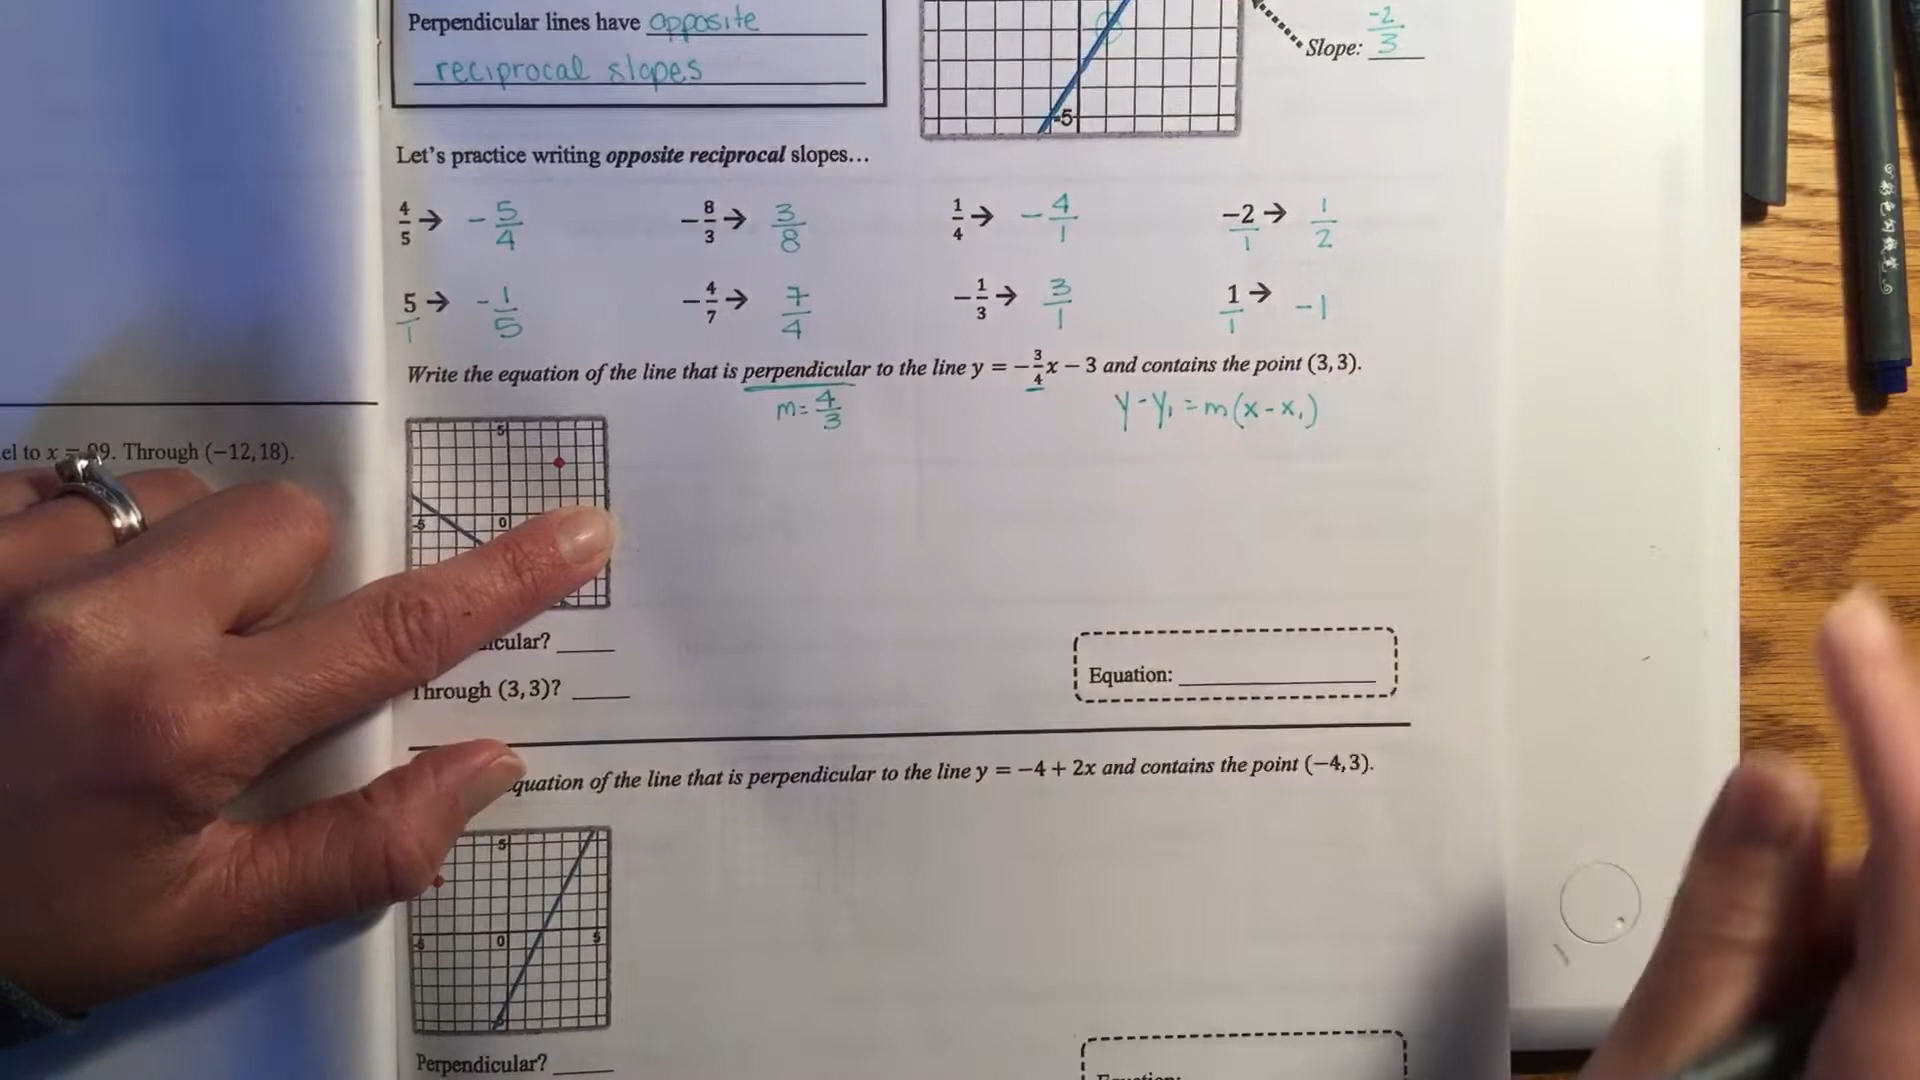 Perpendicular lines have opposite
reciprocal slopes
-5
Slope: -2/3
Let's practice writing opposite reciprocal slopes...
4/5 → -5/4
-8/3 → 3/8
1/4 → -4/1
-2/1 → 1/2
5/1 → -1/5
-4/7 → 7/4
-1/3 → 3/1
1/1 → -1
Write the equation of the line that is perpendicular to the line y = -3/4x - 3 and contains the point (3,3).
m = 4/3
y - y₁ = m(x - x₁)
el to x = 99. Through (-12,18).
5
0
Through (3,3)? ____
Equation: ____
equation of the line that is perpendicular to the line y = -4 + 2x and contains the point (-4,3).
5
0
5
Perpendicular? ____